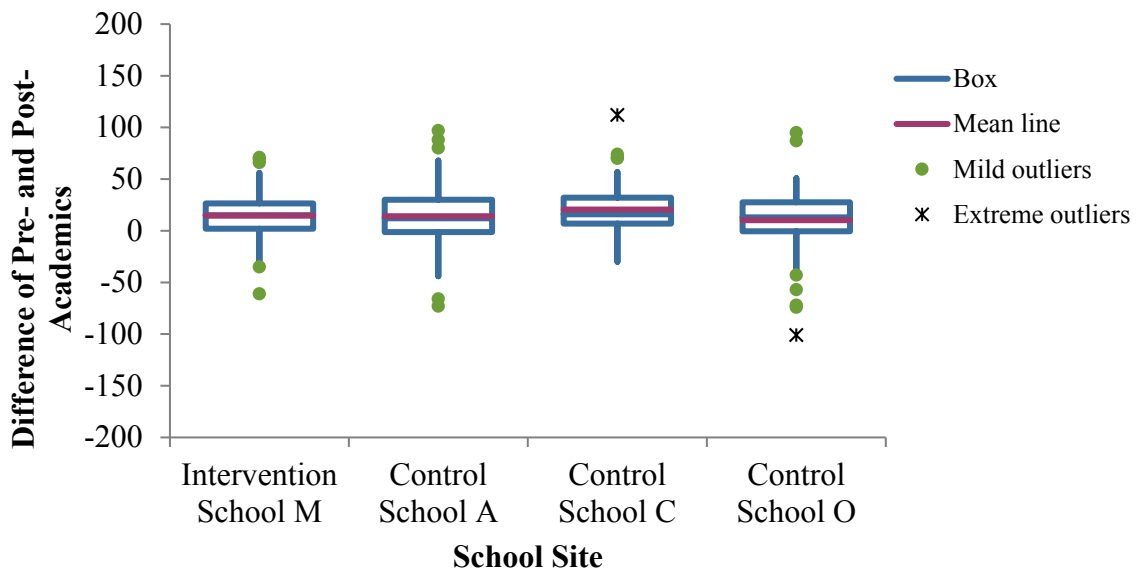 200
150
100
50
0
-50
-100
-150
-200
Difference of Pre- and Post-
Academics
Intervention
School M
Control
School A
Control
School C
Control
School O
School Site
Box
Mean line
Mild outliers
Extreme outliers